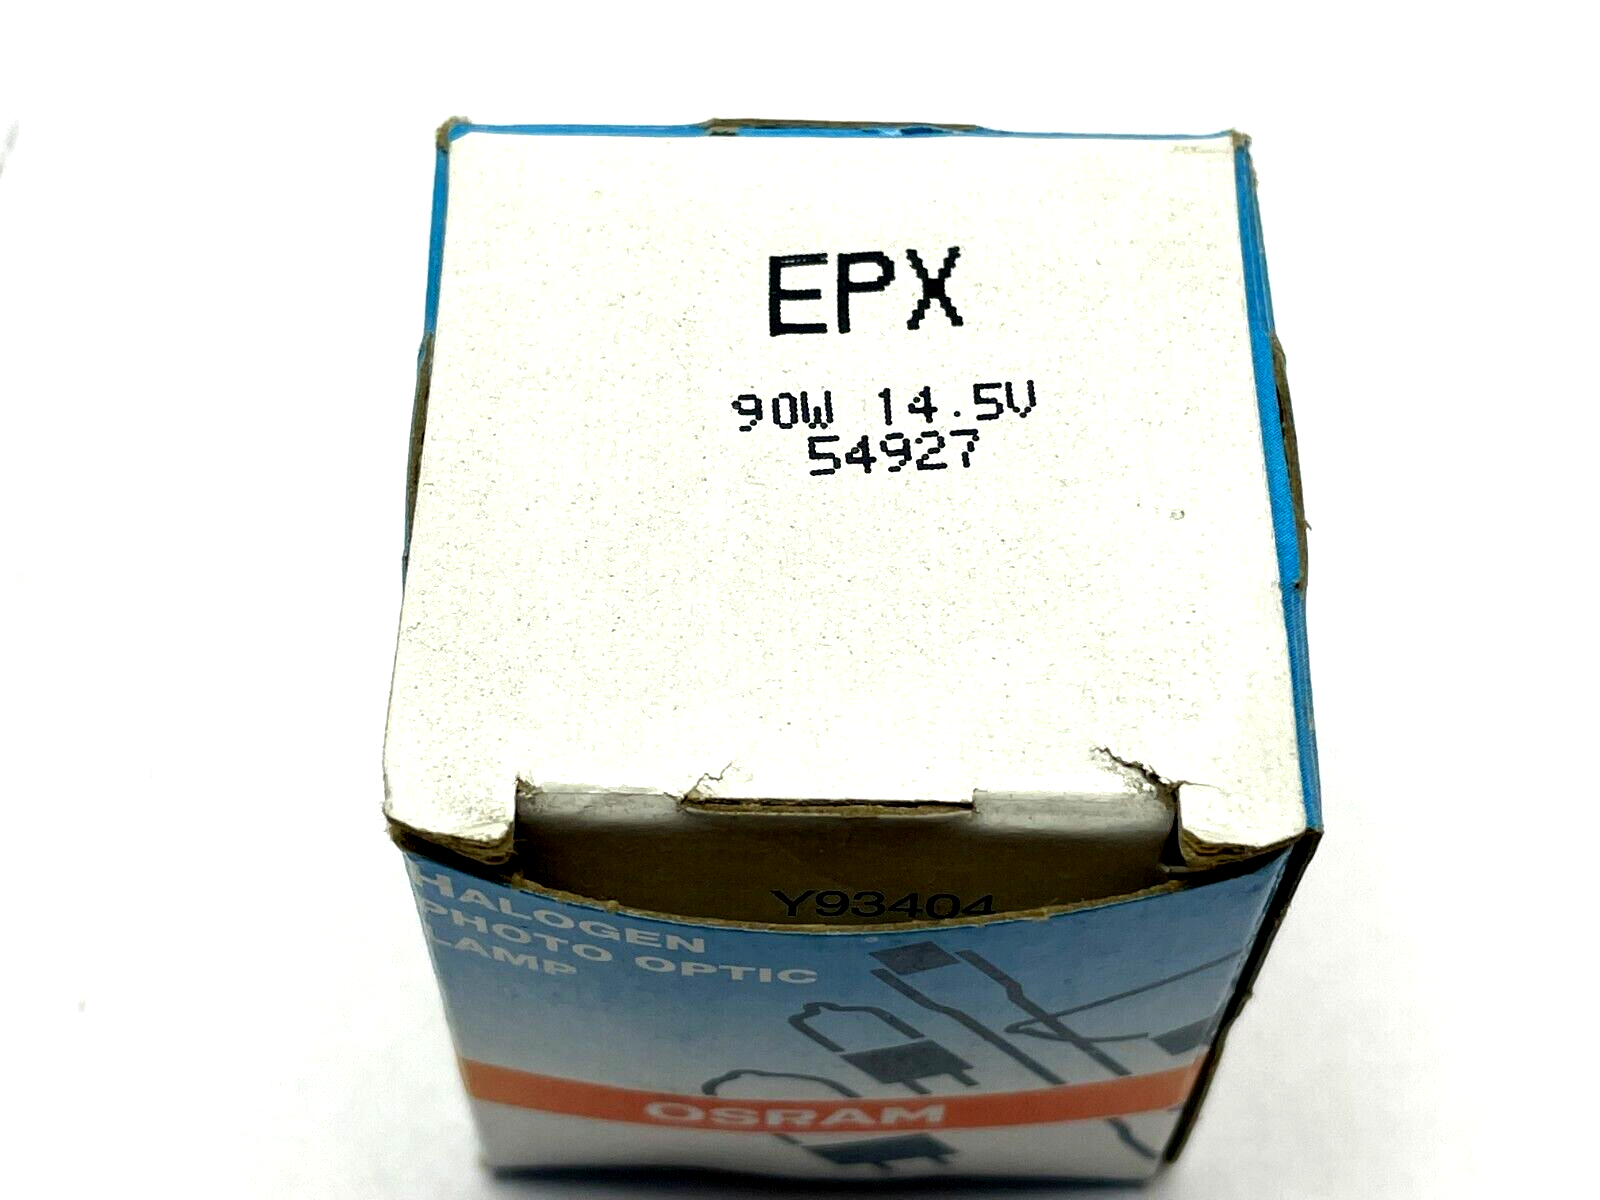 EPX
90W 14.5V
54927
Y93404
HALOGEN
PHOTO OPTIC
LAMP
OSRAM